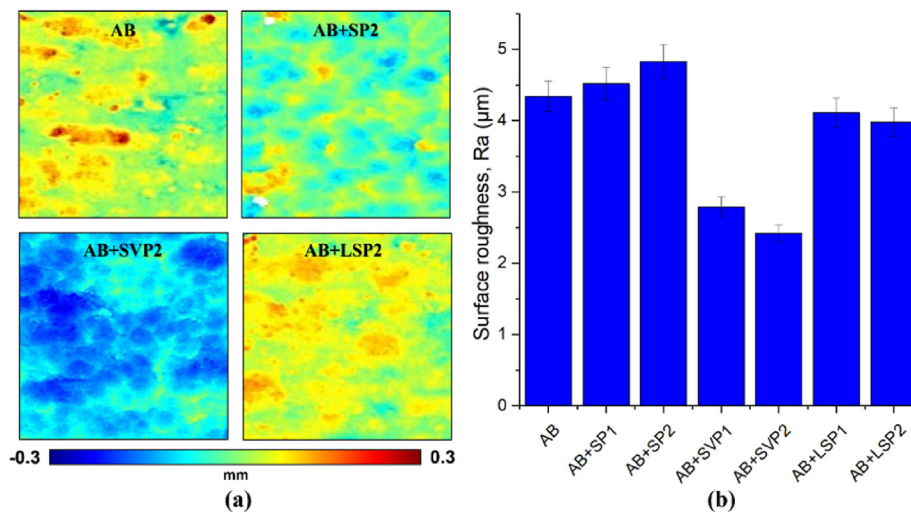 AB
AB+SP2
AB+SVP2
AB+LSP2
-0.3
0.3
mm
(a)
Surface roughness, Ra (μm)
5
4
3
2
1
0
AB
AB+SP1
AB+SP2
AB+SVP1
AB+SVP2
AB+LSP1
AB+LSP2
(b)